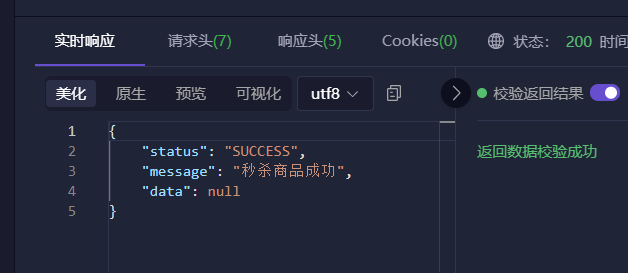 实时响应 请求头(7) 响应头(5) Cookies(0) 状态： 200 时间
美化 原生 预览 可视化 utf8 校验返回结果
返回数据校验成功
1 {
2 "status": "SUCCESS",
3 "message": "秒杀商品成功",
4 "data": null
5 }